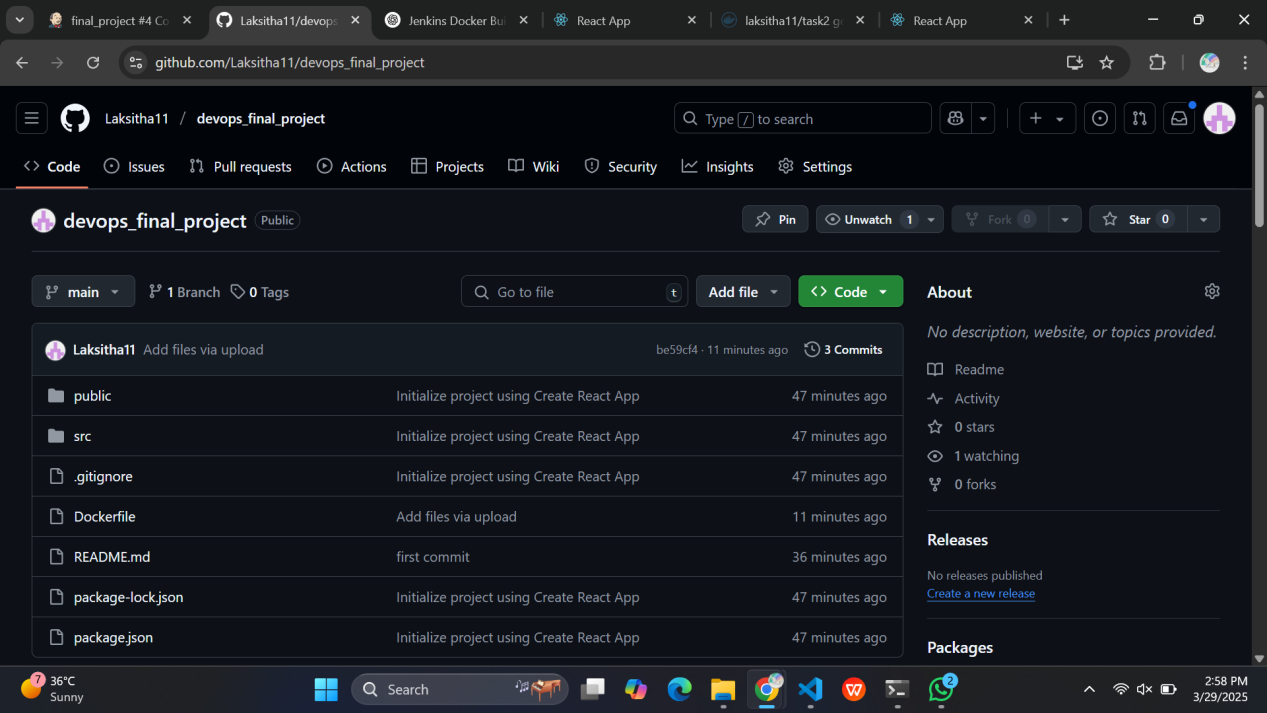 final_project #4 Co
Laksitha11/devops
Jenkins Docker Bui
React App
laksitha11/task2 g
React App
github.com/Laksitha11/devops_final_project
Laksitha11 / devops_final_project
Type / to search
Code
Issues
Pull requests
Actions
Projects
Wiki
Security
Insights
Settings
devops_final_project Public
Pin
Unwatch 1
Fork 0
Star 0
main
1 Branch
0 Tags
Go to file t
Add file
Code
Laksitha11 Add files via upload be59cf4 · 11 minutes ago 3 Commits
public Initialize project using Create React App 47 minutes ago
src Initialize project using Create React App 47 minutes ago
.gitignore Initialize project using Create React App 47 minutes ago
Dockerfile Add files via upload 11 minutes ago
README.md first commit 36 minutes ago
package-lock.json Initialize project using Create React App 47 minutes ago
package.json Initialize project using Create React App 47 minutes ago
About
No description, website, or topics provided.
Readme
Activity
0 stars
1 watching
0 forks
Releases
No releases published
Create a new release
Packages
7
36°C
Sunny
Search
2
2:58 PM
3/29/2025